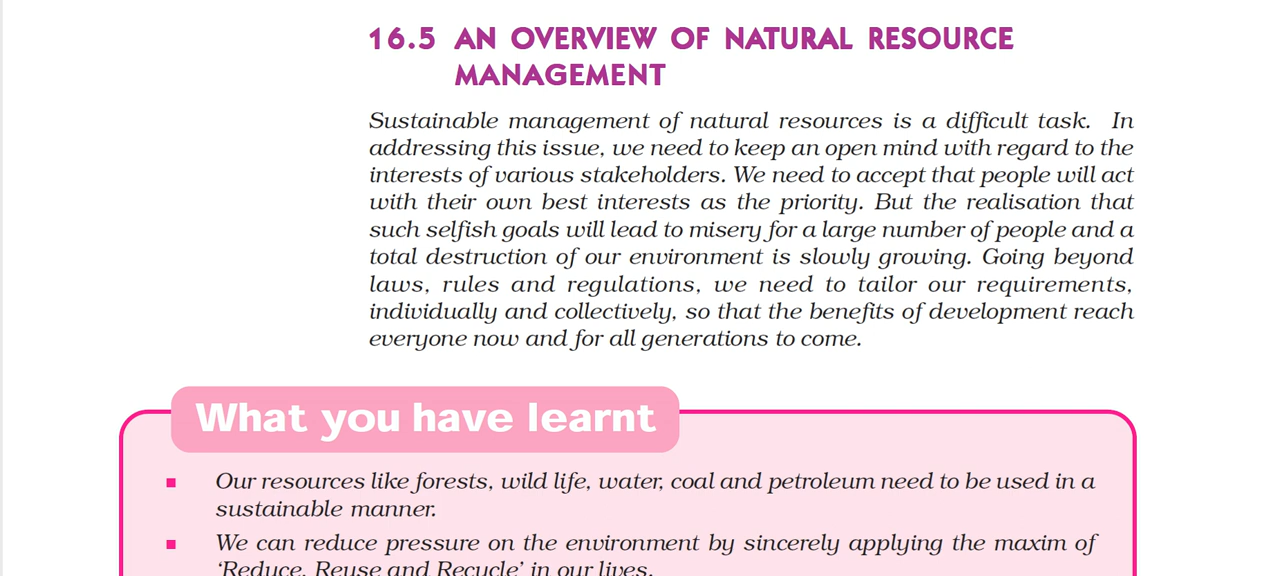 16.5 AN OVERVIEW OF NATURAL RESOURCE
MANAGEMENT
Sustainable management of natural resources is a difficult task. In
addressing this issue, we need to keep an open mind with regard to the
interests of various stakeholders. We need to accept that people will act
with their own best interests as the priority. But the realisation that
such selfish goals will lead to misery for a large number of people and a
total destruction of our environment is slowly growing. Going beyond
laws, rules and regulations, we need to tailor our requirements,
individually and collectively, so that the benefits of development reach
everyone now and for all generations to come.
What you have learnt
■ Our resources like forests, wild life, water, coal and petroleum need to be used in a
sustainable manner.
■ We can reduce pressure on the environment by sincerely applying the maxim of
‘Reduce, Reuse and Recycle’ in our lives.